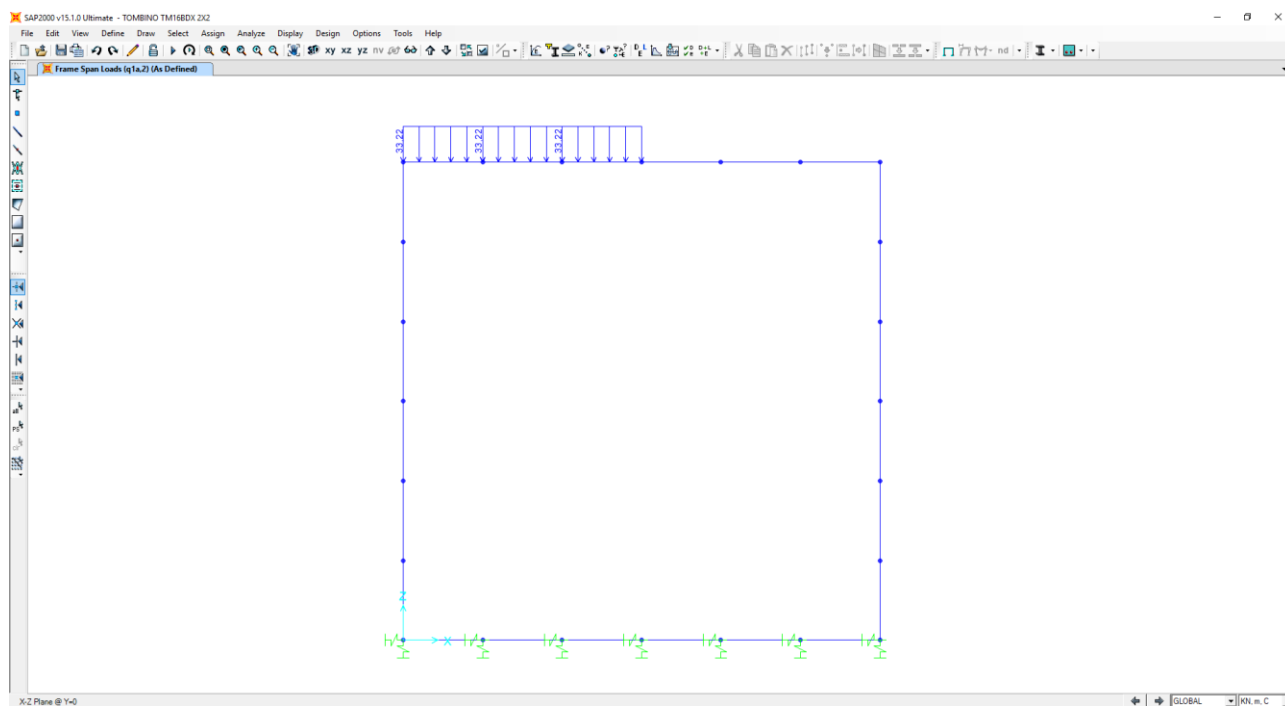 SAP2000 v15.1.0 Ultimate - TOMBINO TM16BDX 2X2
File Edit View Define Draw Select Assign Analyze Display Design Options Tools Help
xy xz yz nv nd
Frame Span Loads (q1a,2) (As Defined)
33.22 33.22 33.22
Z
X
X-Z Plane @ Y=0
GLOBAL KN, m, C